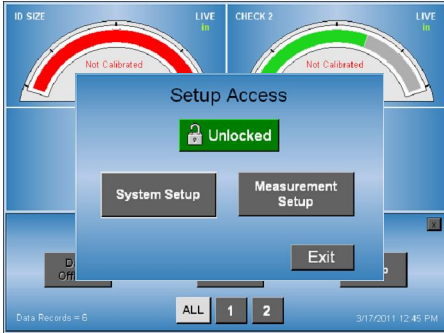 ID SIZE
LIVE
in
CHECK 2
LIVE
in
Not Calibrated
Not Calibrated
Setup Access
Unlocked
System Setup
Measurement
Setup
Exit
x
ALL
1
2
Data Records = 6
3/17/2011 12:45 PM